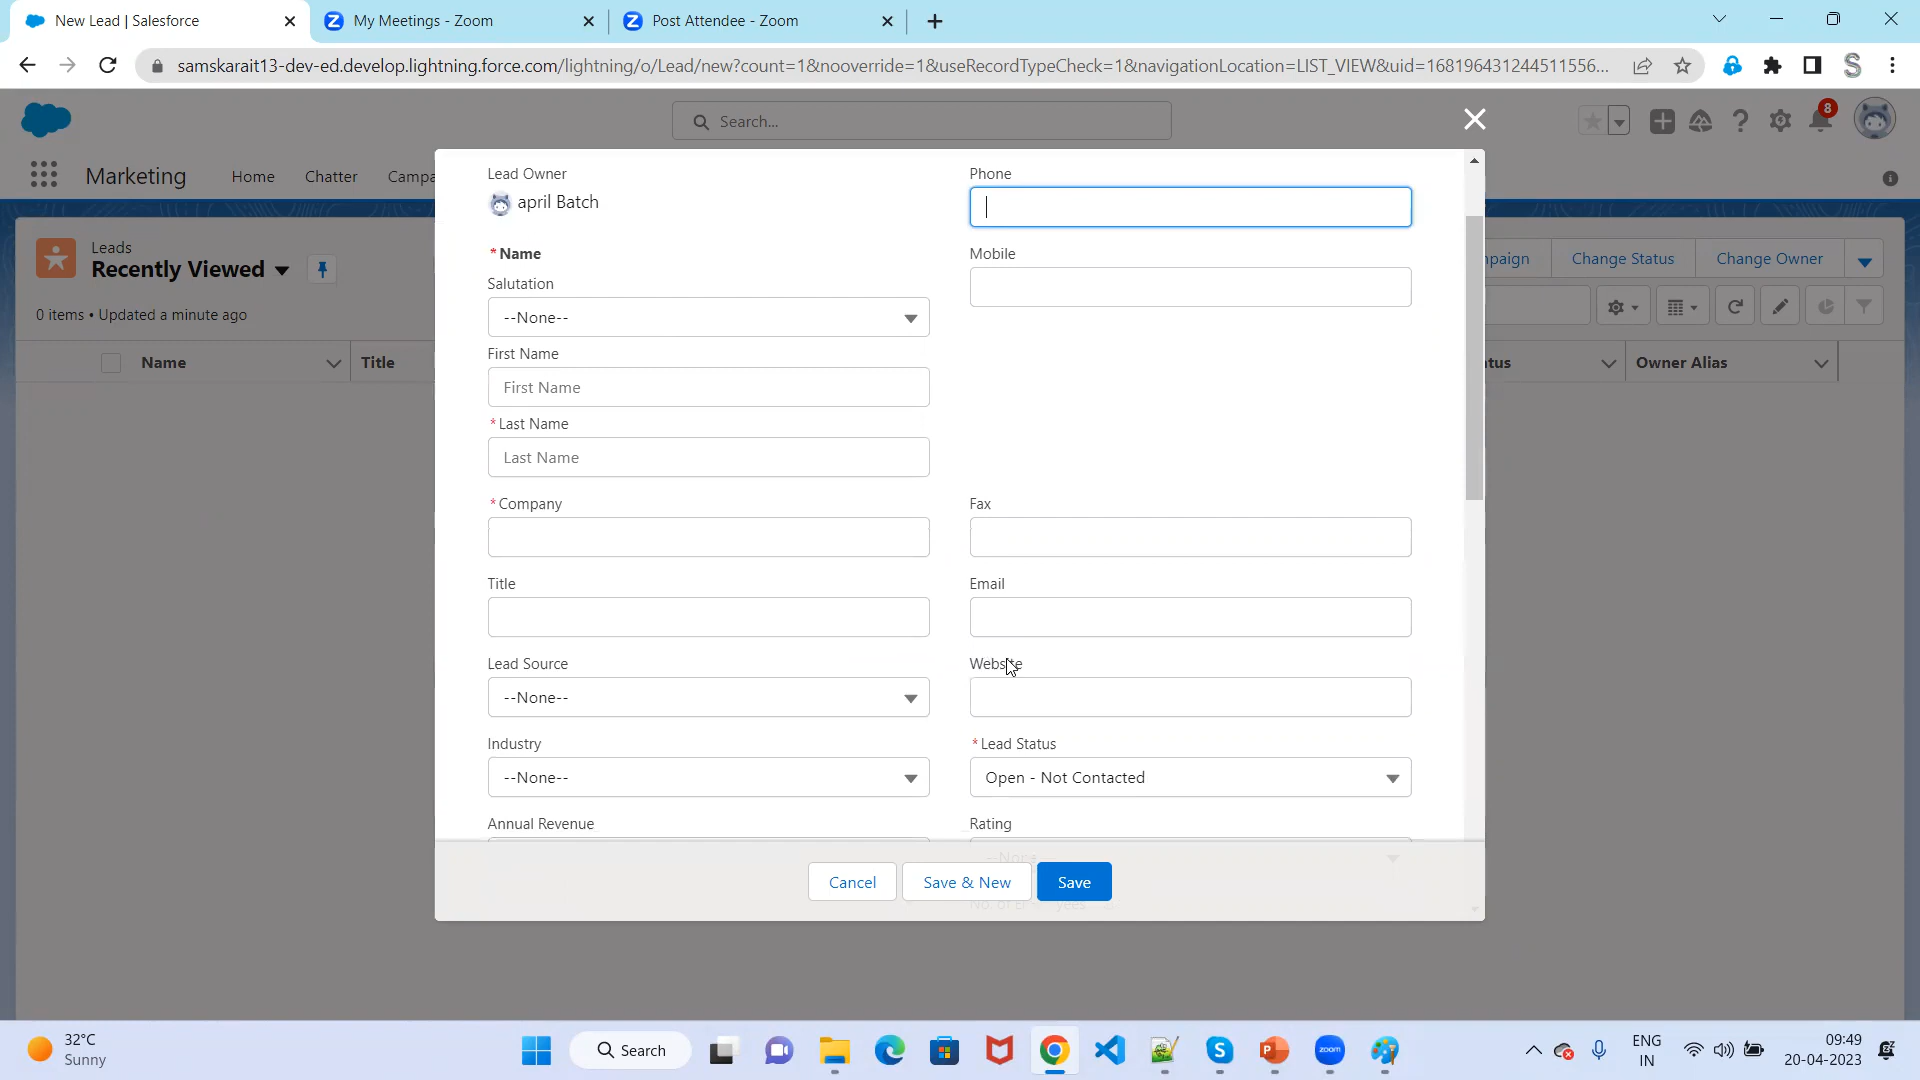 New Lead | Salesforce
My Meetings - Zoom
Post Attendee - Zoom
samskarait13-dev-ed.develop.lightning.force.com/lightning/o/Lead/new?count=1&nooverride=1&useRecordTypeCheck=1&navigationLocation=LIST_VIEW&uid=168196431244511556...
Search...
8
Marketing
Home
Chatter
Campa
Leads
Recently Viewed
0 items • Updated a minute ago
Name
Title
paign
Change Status
Change Owner
tus
Owner Alias
Lead Owner
april Batch
Phone
*Name
Mobile
Salutation
--None--
First Name
First Name
*Last Name
Last Name
*Company
Fax
Title
Email
Lead Source
--None--
Website
Industry
--None--
*Lead Status
Open - Not Contacted
Annual Revenue
Rating
--None--
Cancel
Save & New
Save
32°C
Sunny
Search
zoom
ENG
IN
09:49
20-04-2023